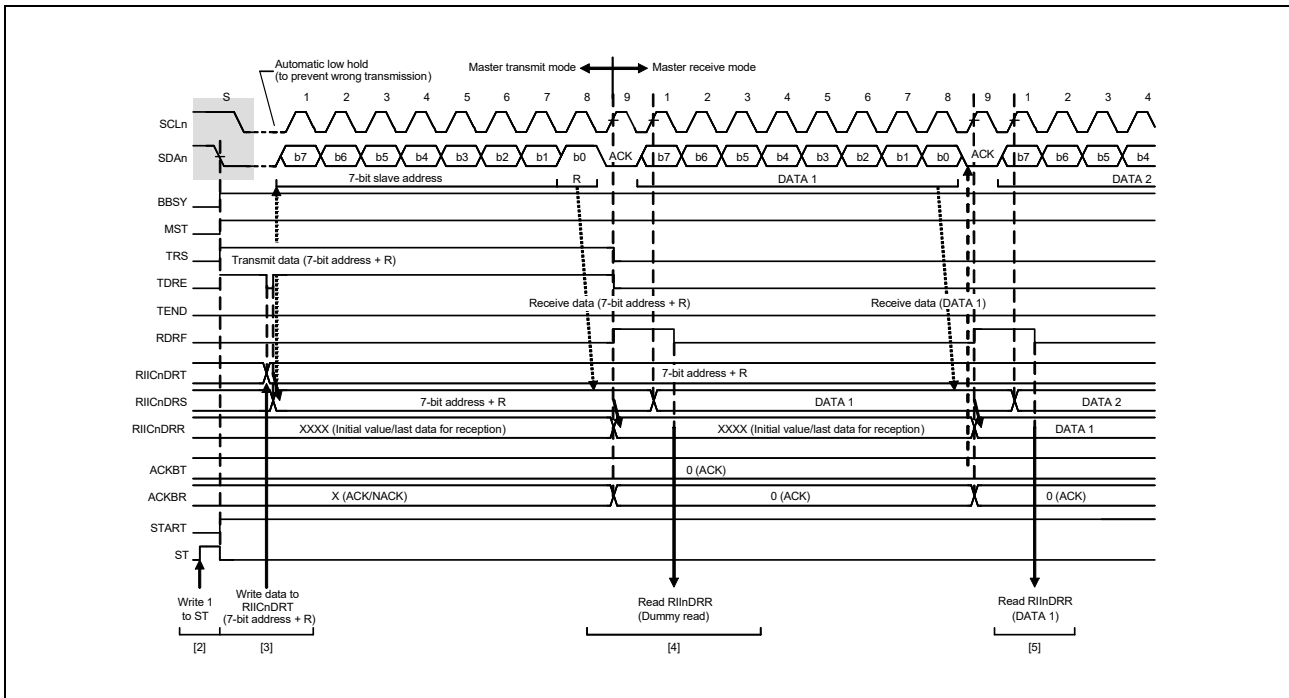 Automatic low hold
(to prevent wrong transmission)
Master transmit mode
Master receive mode
S 1 2 3 4 5 6 7 8 9 1 2 3 4 5 6 7 8 9 1 2 3 4
SCLn
SDAn b7 b6 b5 b4 b3 b2 b1 b0 ACK b7 b6 b5 b4 b3 b2 b1 b0 ACK b7 b6 b5 b4
7-bit slave address R DATA 1 DATA 2
BBSY
MST
TRS
Transmit data (7-bit address + R)
TDRE
Receive data (7-bit address + R) Receive data (DATA 1)
TEND
RDRF
RIICnDRT 7-bit address + R
RIICnDRS 7-bit address + R DATA 1 DATA 2
RIICnDRR XXXX (Initial value/last data for reception) XXXX (Initial value/last data for reception) DATA 1
ACKBT 0 (ACK)
ACKBR X (ACK/NACK) 0 (ACK) 0 (ACK)
START
ST
Write 1
to ST
Write data to
RIICnDRT
(7-bit address + R)
Read RIInDRR
(Dummy read)
Read RIInDRR
(DATA 1)
[2] [3] [4] [5]